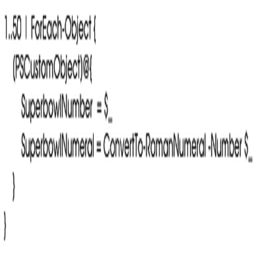 1..50 | ForEach-Object {
(PSCustomObject)@{
SuperbowlNumber = $_
SuperbowlNumeral = ConvertTo-RomanNumeral -Number $_
}
}